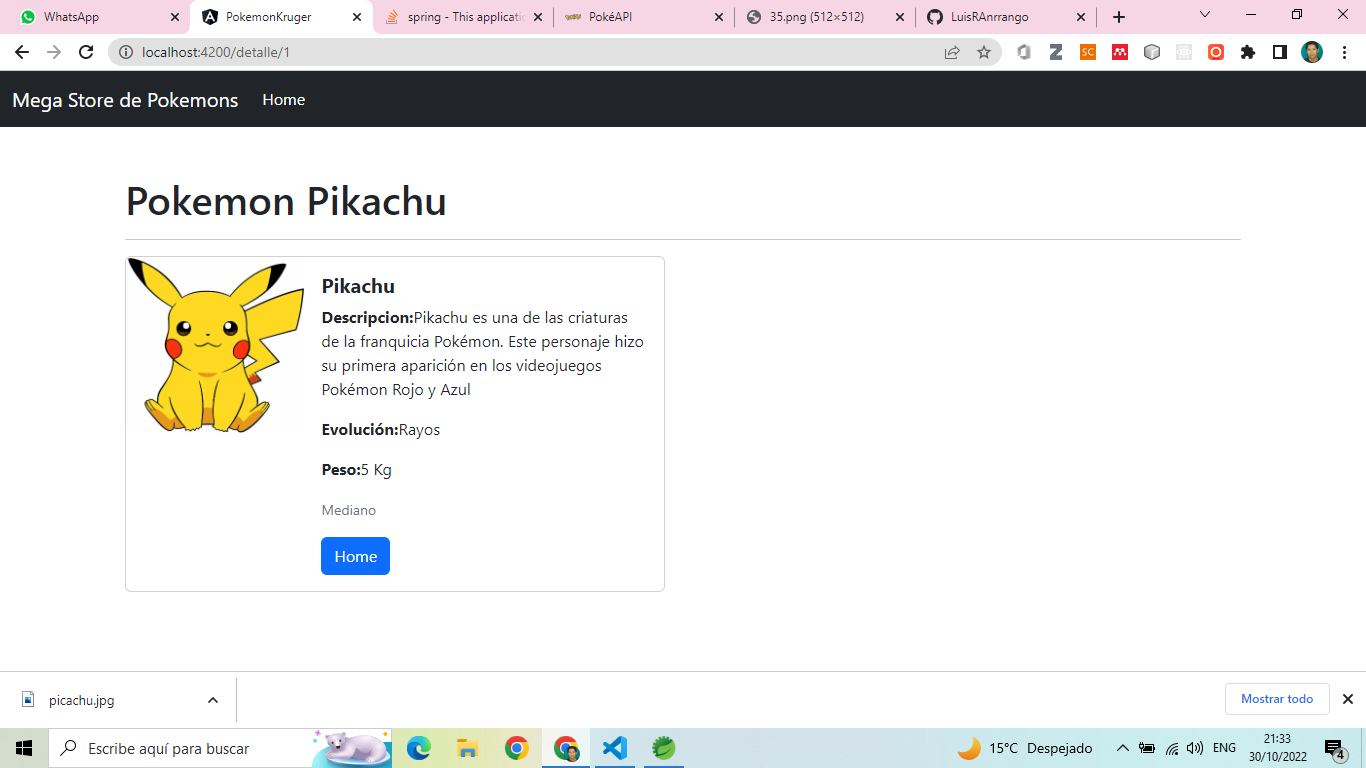 WhatsApp
PokemonKruger
spring - This applicati
PokéAPI
35.png (512×512)
LuisRAnrrango
localhost:4200/detalle/1
SC
Mega Store de Pokemons
Home
Pokemon Pikachu
Pikachu
Descripcion:Pikachu es una de las criaturas
de la franquicia Pokémon. Este personaje hizo
su primera aparición en los videojuegos
Pokémon Rojo y Azul
Evolución:Rayos
Peso:5 Kg
Mediano
Home
picachu.jpg
Mostrar todo
Escribe aquí para buscar
15°C Despejado
ENG
21:33
30/10/2022
4